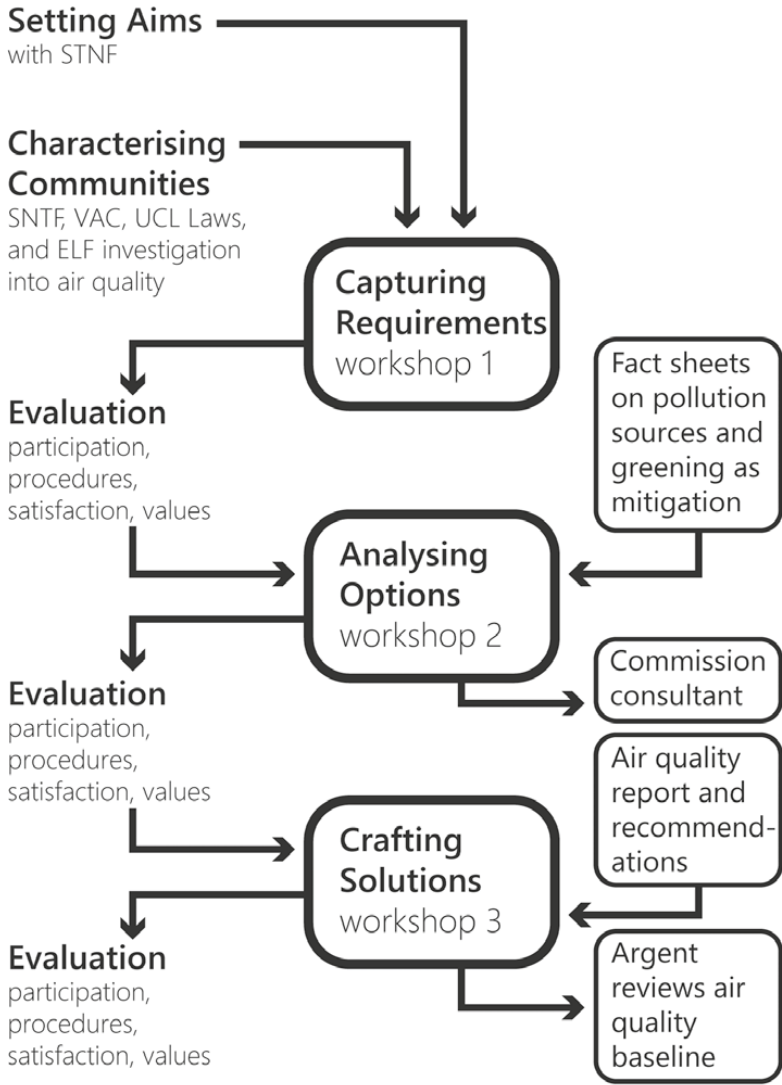 Setting Aims
with STNF
Characterising
Communities
SNTF, VAC, UCL Laws,
and ELF investigation
into air quality
Capturing
Requirements
workshop 1
Evaluation
participation,
procedures,
satisfaction, values
Fact sheets
on pollution
sources and
greening as
mitigation
Analysing
Options
workshop 2
Commission
consultant
Evaluation
participation,
procedures,
satisfaction, values
Air quality
report and
recommend-
ations
Crafting
Solutions
workshop 3
Evaluation
participation,
procedures,
satisfaction, values
Argent
reviews air
quality
baseline